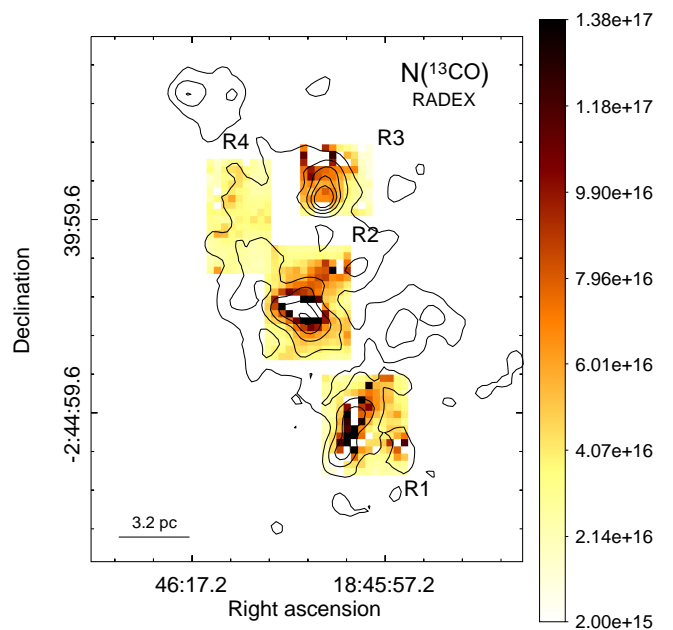 N(¹³CO)
RADEX
R4
R3
R2
R1
3.2 pc
39:59.6
-2:44:59.6
Declination
46:17.2
18:45:57.2
Right ascension
1.38e+17
1.18e+17
9.90e+16
7.96e+16
6.01e+16
4.07e+16
2.14e+16
2.00e+15